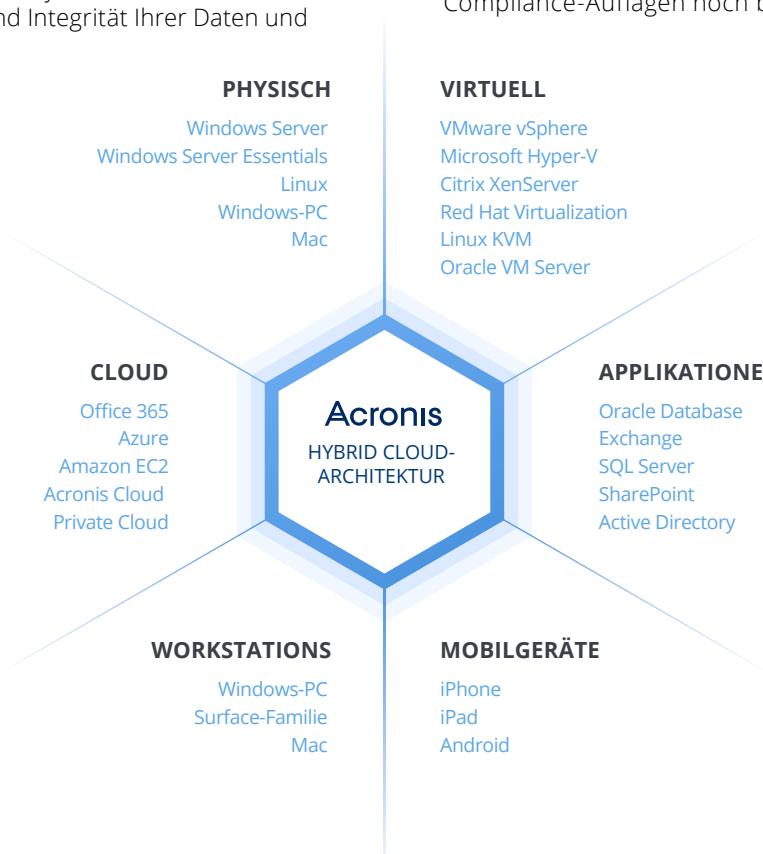 nd Integrität Ihrer Daten und
Compliance-Auflagen noch b
PHYSISCH
Windows Server
Windows Server Essentials
Linux
Windows-PC
Mac
VIRTUELL
VMware vSphere
Microsoft Hyper-V
Citrix XenServer
Red Hat Virtualization
Linux KVM
Oracle VM Server
CLOUD
Office 365
Azure
Amazon EC2
Acronis Cloud
Private Cloud
Acronis
HYBRID CLOUD-
ARCHITEKTUR
APPLIKATIONE
Oracle Database
Exchange
SQL Server
SharePoint
Active Directory
WORKSTATIONS
Windows-PC
Surface-Familie
Mac
MOBILGERÄTE
iPhone
iPad
Android